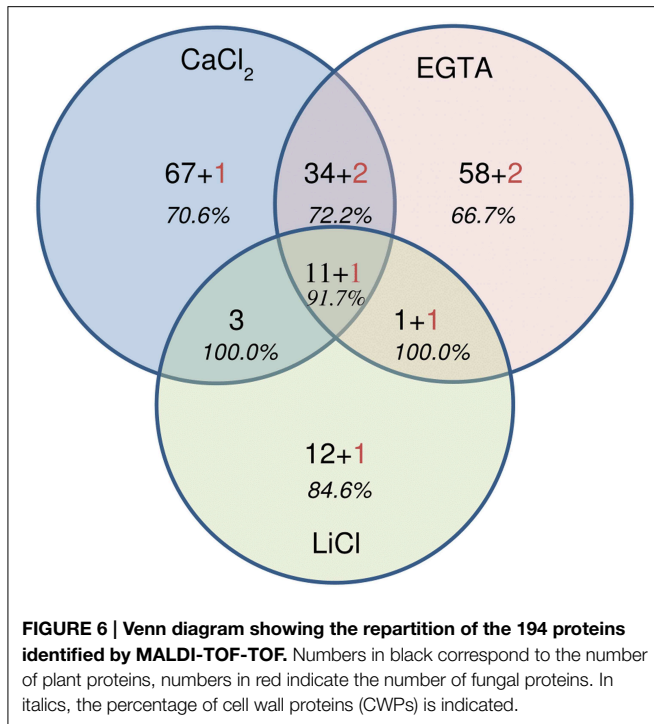 CaCl₂
EGTA
67+1
34+2
58+2
70.6%
72.2%
66.7%
11+1
91.7%
3
1+1
100.0%
100.0%
12+1
84.6%
LiCl
FIGURE 6 | Venn diagram showing the repartition of the 194 proteins
identified by MALDI-TOF-TOF. Numbers in black correspond to the number
of plant proteins, numbers in red indicate the number of fungal proteins. In
italics, the percentage of cell wall proteins (CWPs) is indicated.